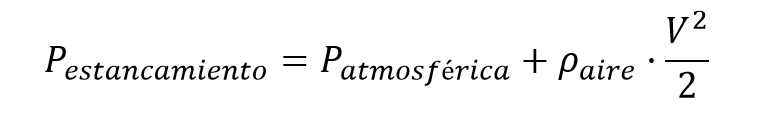 P_estancamiento = P_atmosférica + ρ_aire · V²/2